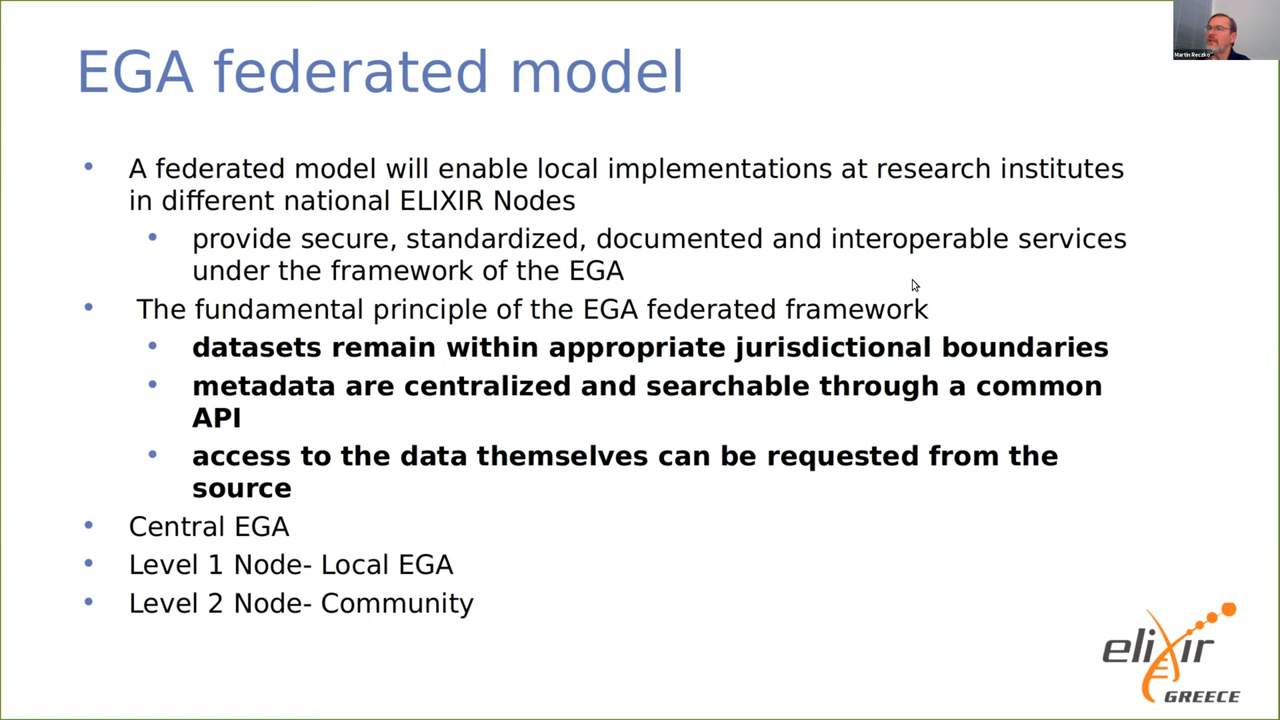 EGA federated model
Martin Reczko
• A federated model will enable local implementations at research institutes
in different national ELIXIR Nodes
• provide secure, standardized, documented and interoperable services
under the framework of the EGA
• The fundamental principle of the EGA federated framework
• datasets remain within appropriate jurisdictional boundaries
• metadata are centralized and searchable through a common
API
• access to the data themselves can be requested from the
source
• Central EGA
• Level 1 Node- Local EGA
• Level 2 Node- Community
elixir
GREECE